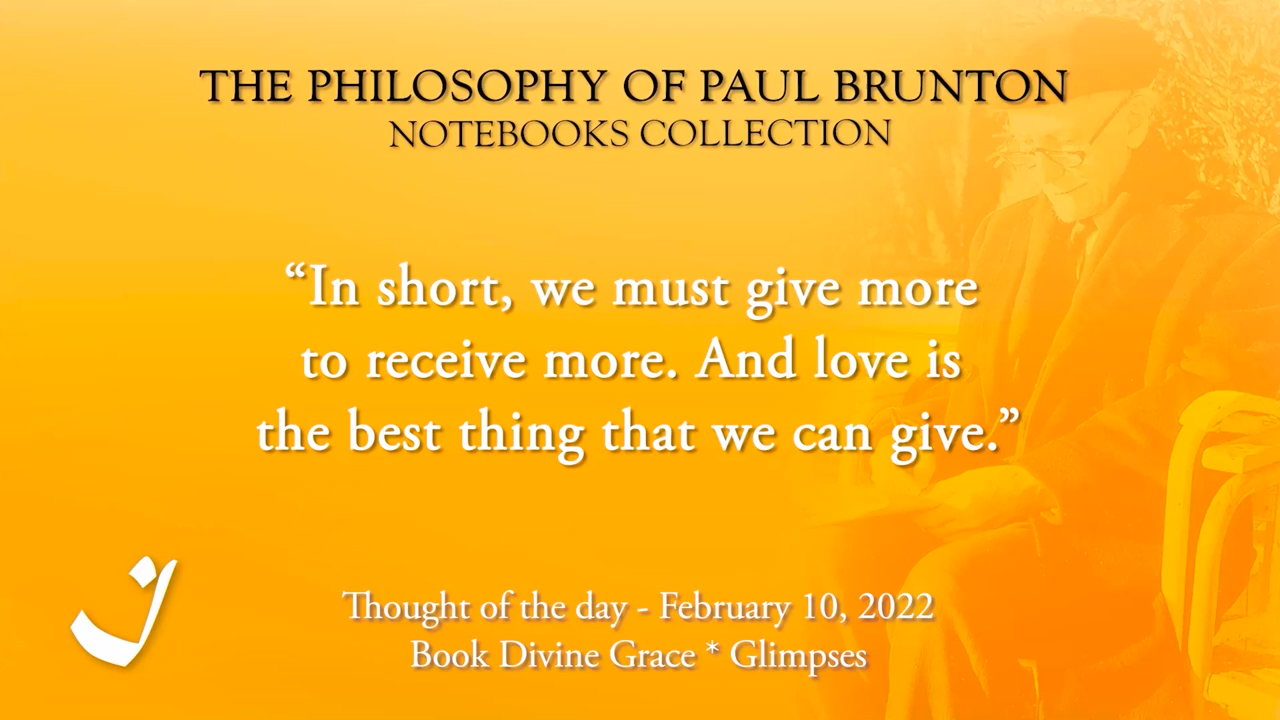 THE PHILOSOPHY OF PAUL BRUNTON
NOTEBOOKS COLLECTION
“In short, we must give more
to receive more. And love is
the best thing that we can give.”
Thought of the day - February 10, 2022
Book Divine Grace * Glimpses